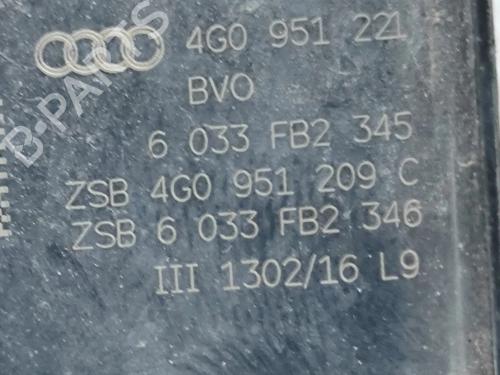 4G0 951 221
BVO
6 033 FB2 345
ZSB 4G0 951 209 C
ZSB 6 033 FB2 346
III 1302/16 L9
B-PARTS